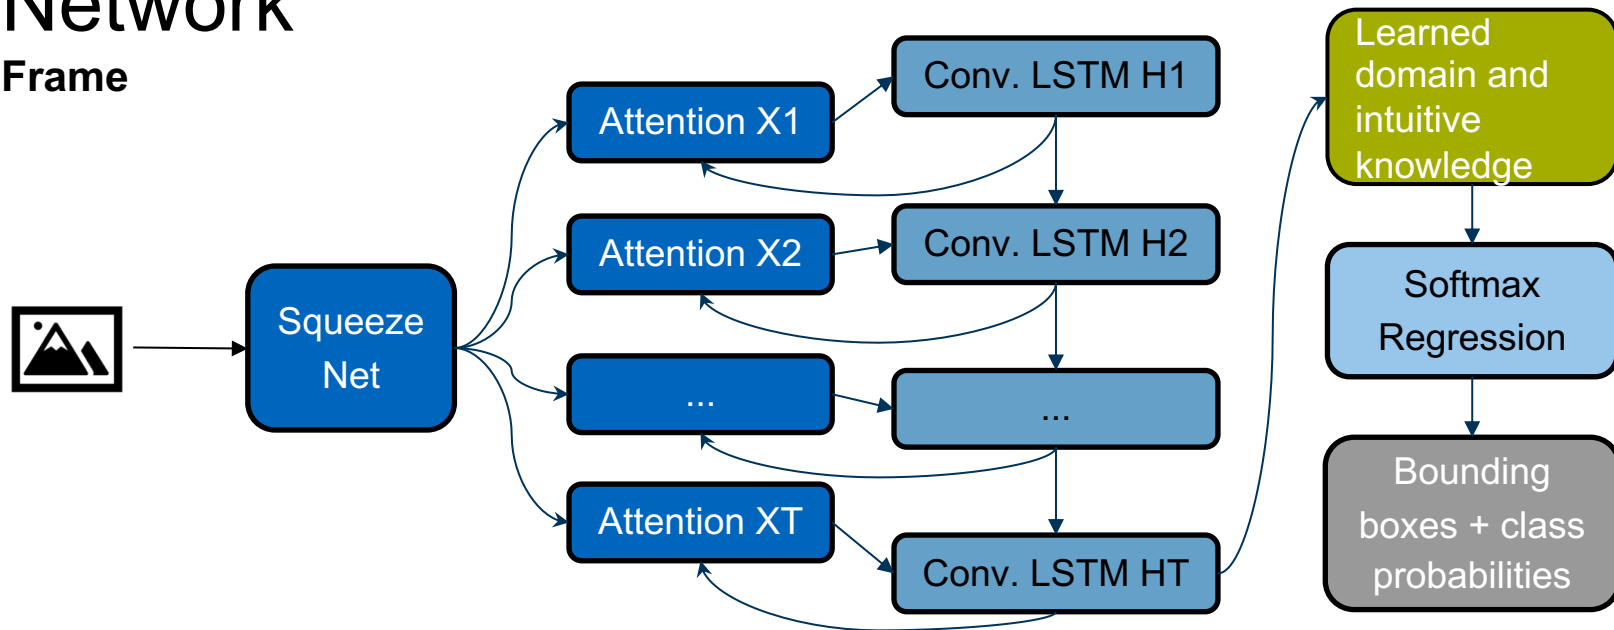 Network
Frame
Squeeze
Net
Attention X1
Attention X2
...
Attention XT
Conv. LSTM H1
Conv. LSTM H2
...
Conv. LSTM HT
Learned
domain and
intuitive
knowledge
Softmax
Regression
Bounding
boxes + class
probabilities